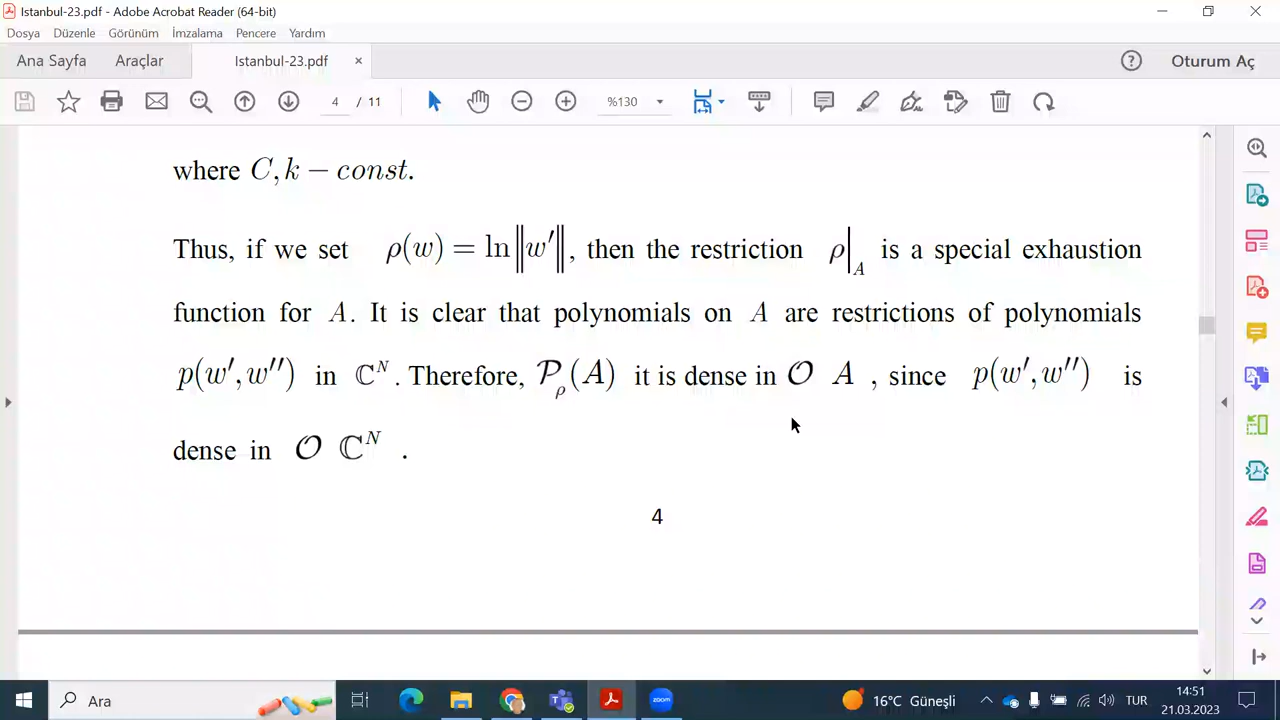 Istanbul-23.pdf - Adobe Acrobat Reader (64-bit)
Dosya Düzenle Görünüm İmzalama Pencere Yardım
Ana Sayfa Araçlar Istanbul-23.pdf × Oturum Aç
4 / 11 %130
where C, k − const.
Thus, if we set ρ(w) = ln‖w′‖, then the restriction ρ|_A is a special exhaustion
function for A. It is clear that polynomials on A are restrictions of polynomials
p(w′, w″) in ℂ^N. Therefore, 𝒫_ρ(A) it is dense in 𝒪 A , since p(w′, w″) is
dense in 𝒪 ℂ^N .
4
Ara
16°C Güneşli
TUR
14:51
21.03.2023